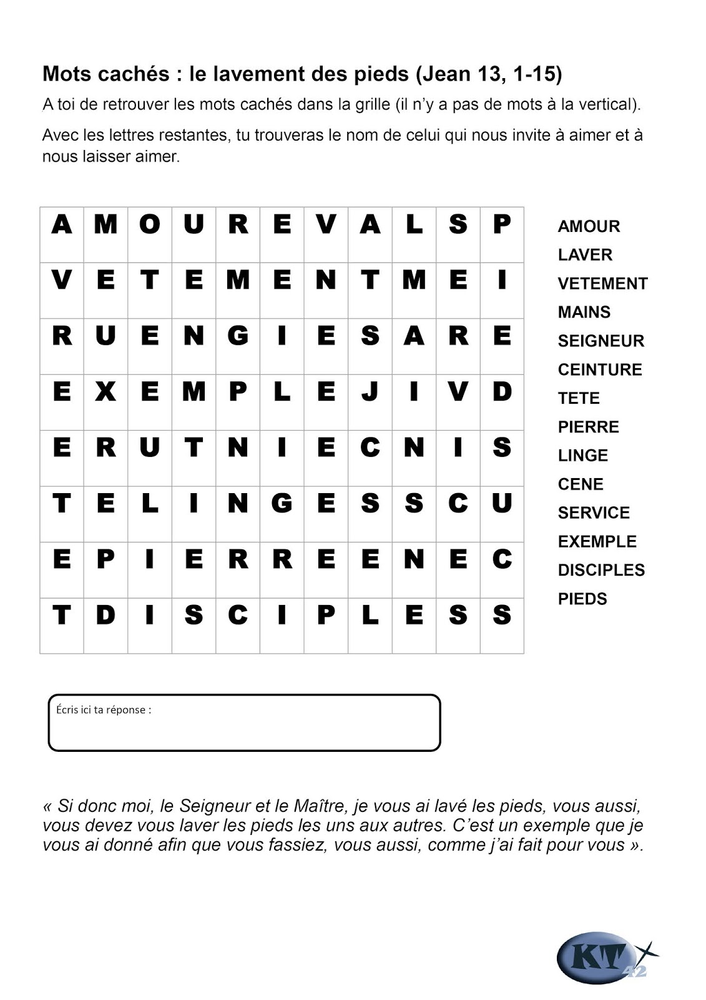 Mots cachés : le lavement des pieds (Jean 13, 1-15)
A toi de retrouver les mots cachés dans la grille (il n’y a pas de mots à la vertical).
Avec les lettres restantes, tu trouveras le nom de celui qui nous invite à aimer et à
nous laisser aimer.
A M O U R E V A L S P
V E T E M E N T M E I
R U E N G I E S A R E
E X E M P L E J I V D
E R U T N I E C N I S
T E L I N G E S S C U
E P I E R R E E N E C
T D I S C I P L E S S
AMOUR
LAVER
VETEMENT
MAINS
SEIGNEUR
CEINTURE
TETE
PIERRE
LINGE
CENE
SERVICE
EXEMPLE
DISCIPLES
PIEDS
Écris ici ta réponse :
« Si donc moi, le Seigneur et le Maître, je vous ai lavé les pieds, vous aussi,
vous devez vous laver les pieds les uns aux autres. C’est un exemple que je
vous ai donné afin que vous fassiez, vous aussi, comme j’ai fait pour vous ».
KT
42